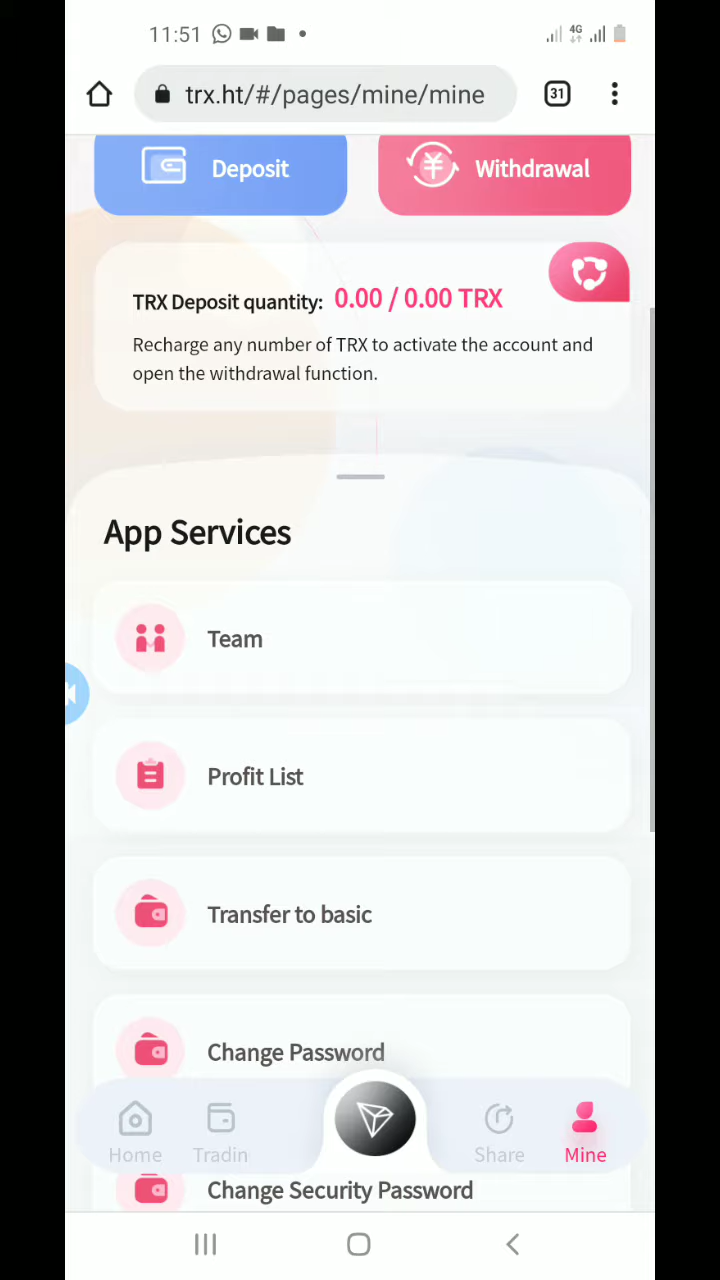 11:51
4G
trx.ht/#/pages/mine/mine
31
Deposit
Withdrawal
TRX Deposit quantity: 0.00 / 0.00 TRX
Recharge any number of TRX to activate the account and
open the withdrawal function.
App Services
Team
Profit List
Transfer to basic
Change Password
Home
Tradin
Share
Mine
Change Security Password